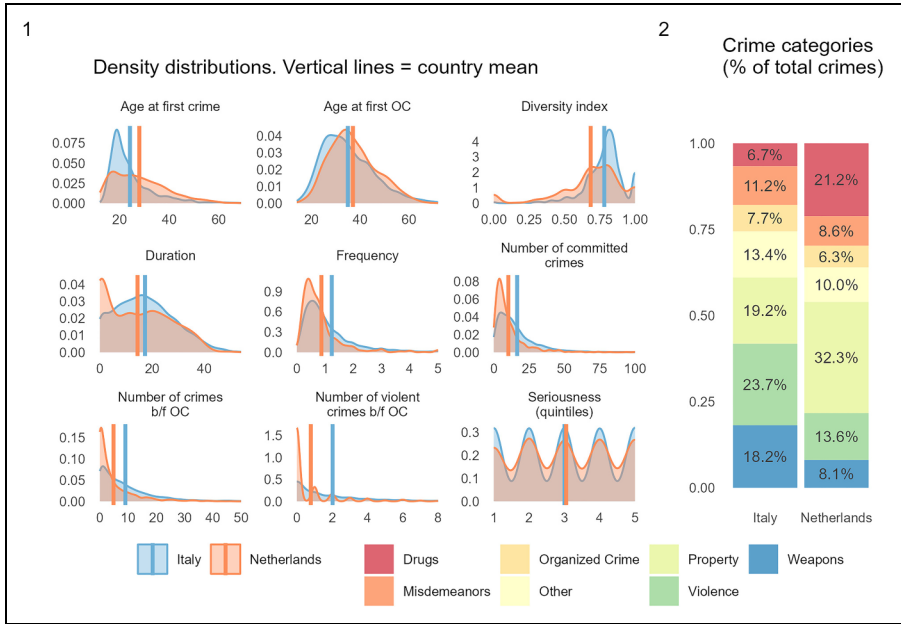 1
2
Density distributions. Vertical lines = country mean
Crime categories
(% of total crimes)
Age at first crime
Age at first OC
Diversity index
0.075
0.050
0.025
0.000
20 40 60
0.04
0.03
0.02
0.01
0.00
20 40 60
4
3
2
1
0
0.00 0.25 0.50 0.75 1.00
Duration
Frequency
Number of committed
crimes
0.04
0.03
0.02
0.01
0.00
0 20 40
0.9
0.6
0.3
0.0
0 1 2 3 4 5
0.08
0.06
0.04
0.02
0.00
0 25 50 75 100
Number of crimes
b/f OC
Number of violent
crimes b/f OC
Seriousness
(quintiles)
0.15
0.10
0.05
0.00
0 10 20 30 40 50
1.5
1.0
0.5
0.0
0 2 4 6 8
0.3
0.2
0.1
0.0
1 2 3 4 5
1.00
0.75
0.50
0.25
0.00
6.7%
11.2%
7.7%
13.4%
19.2%
23.7%
18.2%
21.2%
8.6%
6.3%
10.0%
32.3%
13.6%
8.1%
Italy Netherlands
Italy Netherlands
Drugs Organized Crime Property Weapons
Misdemeanors Other Violence